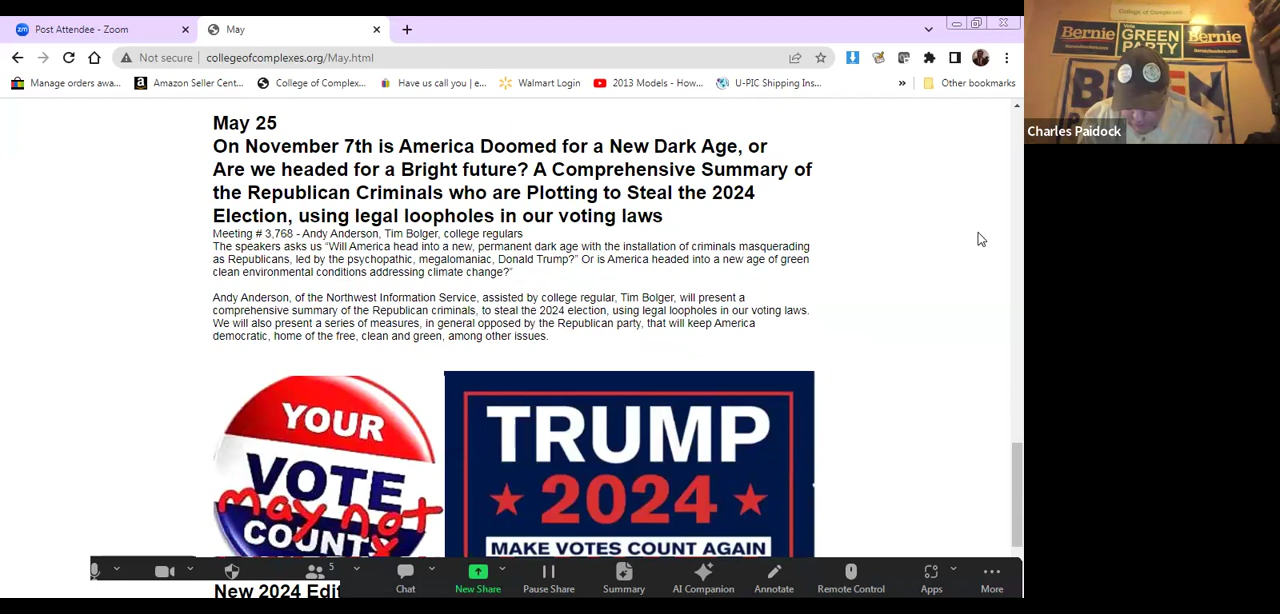 Post Attendee - Zoom
May
Not secure
collegeofcomplexes.org/May.html
Manage orders awa...
Amazon Seller Cent...
College of Complex...
Have us call you | e...
Walmart Login
2013 Models - How...
U-PIC Shipping Ins...
»
Other bookmarks
May 25
On November 7th is America Doomed for a New Dark Age, or
Are we headed for a Bright future? A Comprehensive Summary of
the Republican Criminals who are Plotting to Steal the 2024
Election, using legal loopholes in our voting laws
Meeting # 3,768 - Andy Anderson, Tim Bolger, college regulars
The speakers asks us “Will America head into a new, permanent dark age with the installation of criminals masquerading
as Republicans, led by the psychopathic, megalomaniac, Donald Trump?” Or is America headed into a new age of green
clean environmental conditions addressing climate change?”
Andy Anderson, of the Northwest Information Service, assisted by college regular, Tim Bolger, will present a
comprehensive summary of the Republican criminals, to steal the 2024 election, using legal loopholes in our voting laws.
We will also present a series of measures, in general opposed by the Republican party, that will keep America
democratic, home of the free, clean and green, among other issues.
YOUR
VOTE
may not
COUNTS
TRUMP
2024
MAKE VOTES COUNT AGAIN
5
Chat
New Share
Pause Share
Summary
AI Companion
Annotate
Remote Control
Apps
More
New 2024 Edit
College of Complexes
Bernie
Vote
GREEN
PARTY
Bernie
Charles Paidock